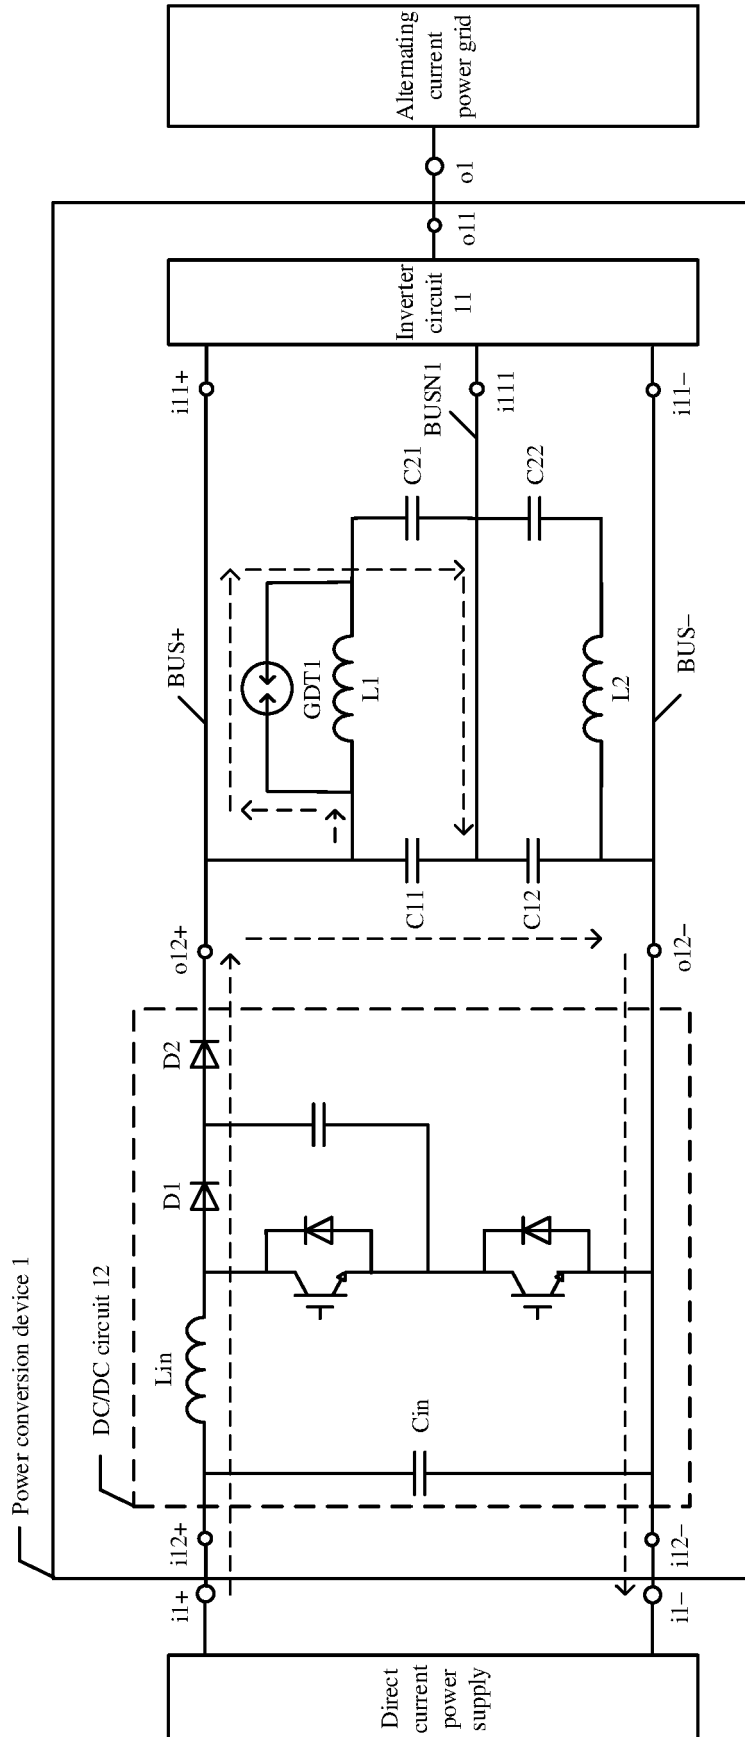 Power conversion device 1
DC/DC circuit 12
Direct
current
power
supply
i1+
i12+
Lin
D1
D2
o12+
BUS+
i11+
Cin
C11
GDT1
L1
C21
BUSN1
i111
Inverter
circuit
11
o11
o1
Alternating
current
power grid
C12
L2
C22
i1−
i12−
o12−
BUS−
i11−